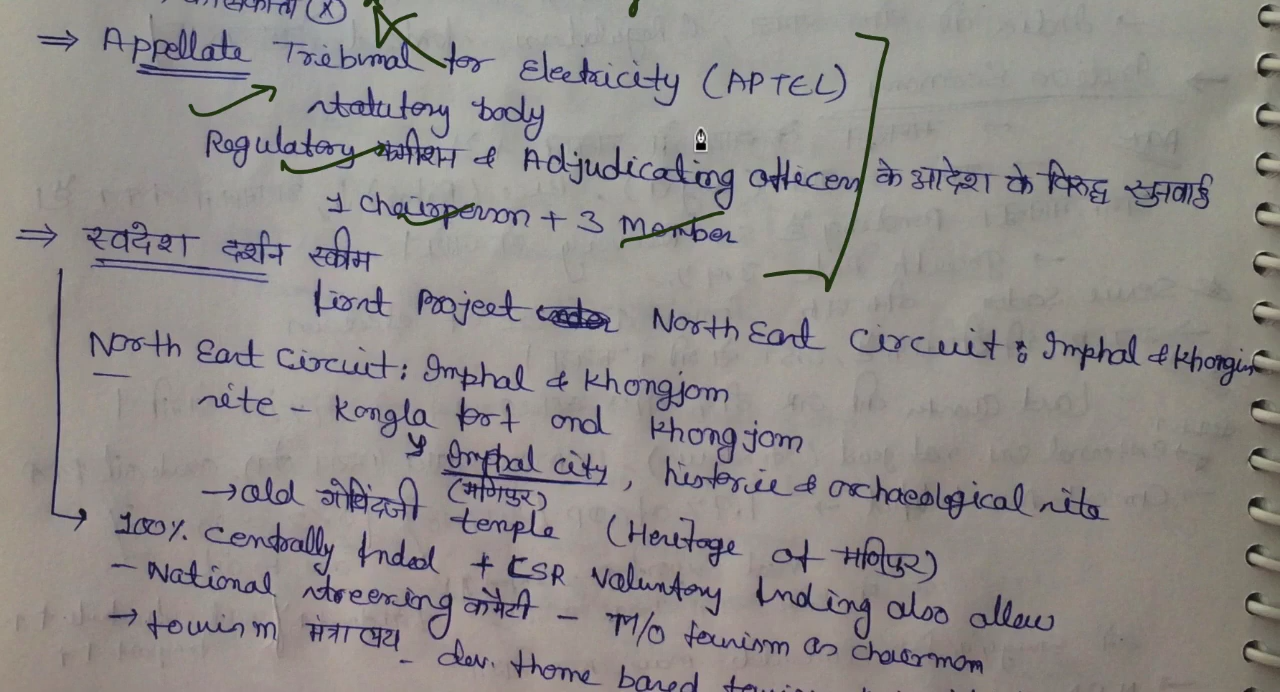 (X)
⇒ Appellate Tribunal for Electricity (APTEL)
statutory body
Regulatory कमीशन & Adjudicating officer के आदेश के विरुद्ध सुनवाई
1 Chairperson + 3 Member
⇒ स्वदेश दर्शन स्कीम
first Project North East Circuit : Imphal & Khongjom
North East Circuit : Imphal & Khongjom
site - Kangla fort and Khongjom
Imphal city, historic & archaeological site
(मणिपुर)
→ old गोविंदजी temple (Heritage of मणिपुर)
→ 100% Centrally funded + CSR voluntary funding also allow
- National steering कमेटी - M/O tourism as chairman
→ tourism मंत्रालय - dev. theme based